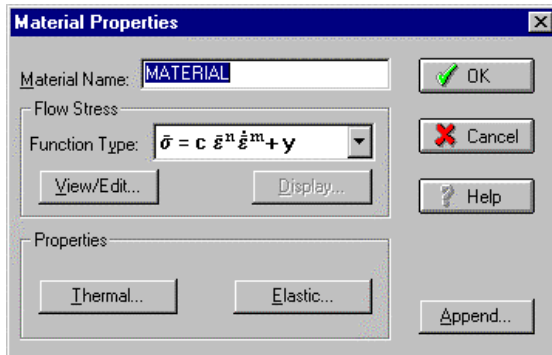 Material Properties
Material Name: MATERIAL
Flow Stress
Function Type: σ̄ = c ε̄ⁿ ε̄̇ᵐ + y
View/Edit...
Display...
Properties
Thermal...
Elastic...
OK
Cancel
Help
Append...